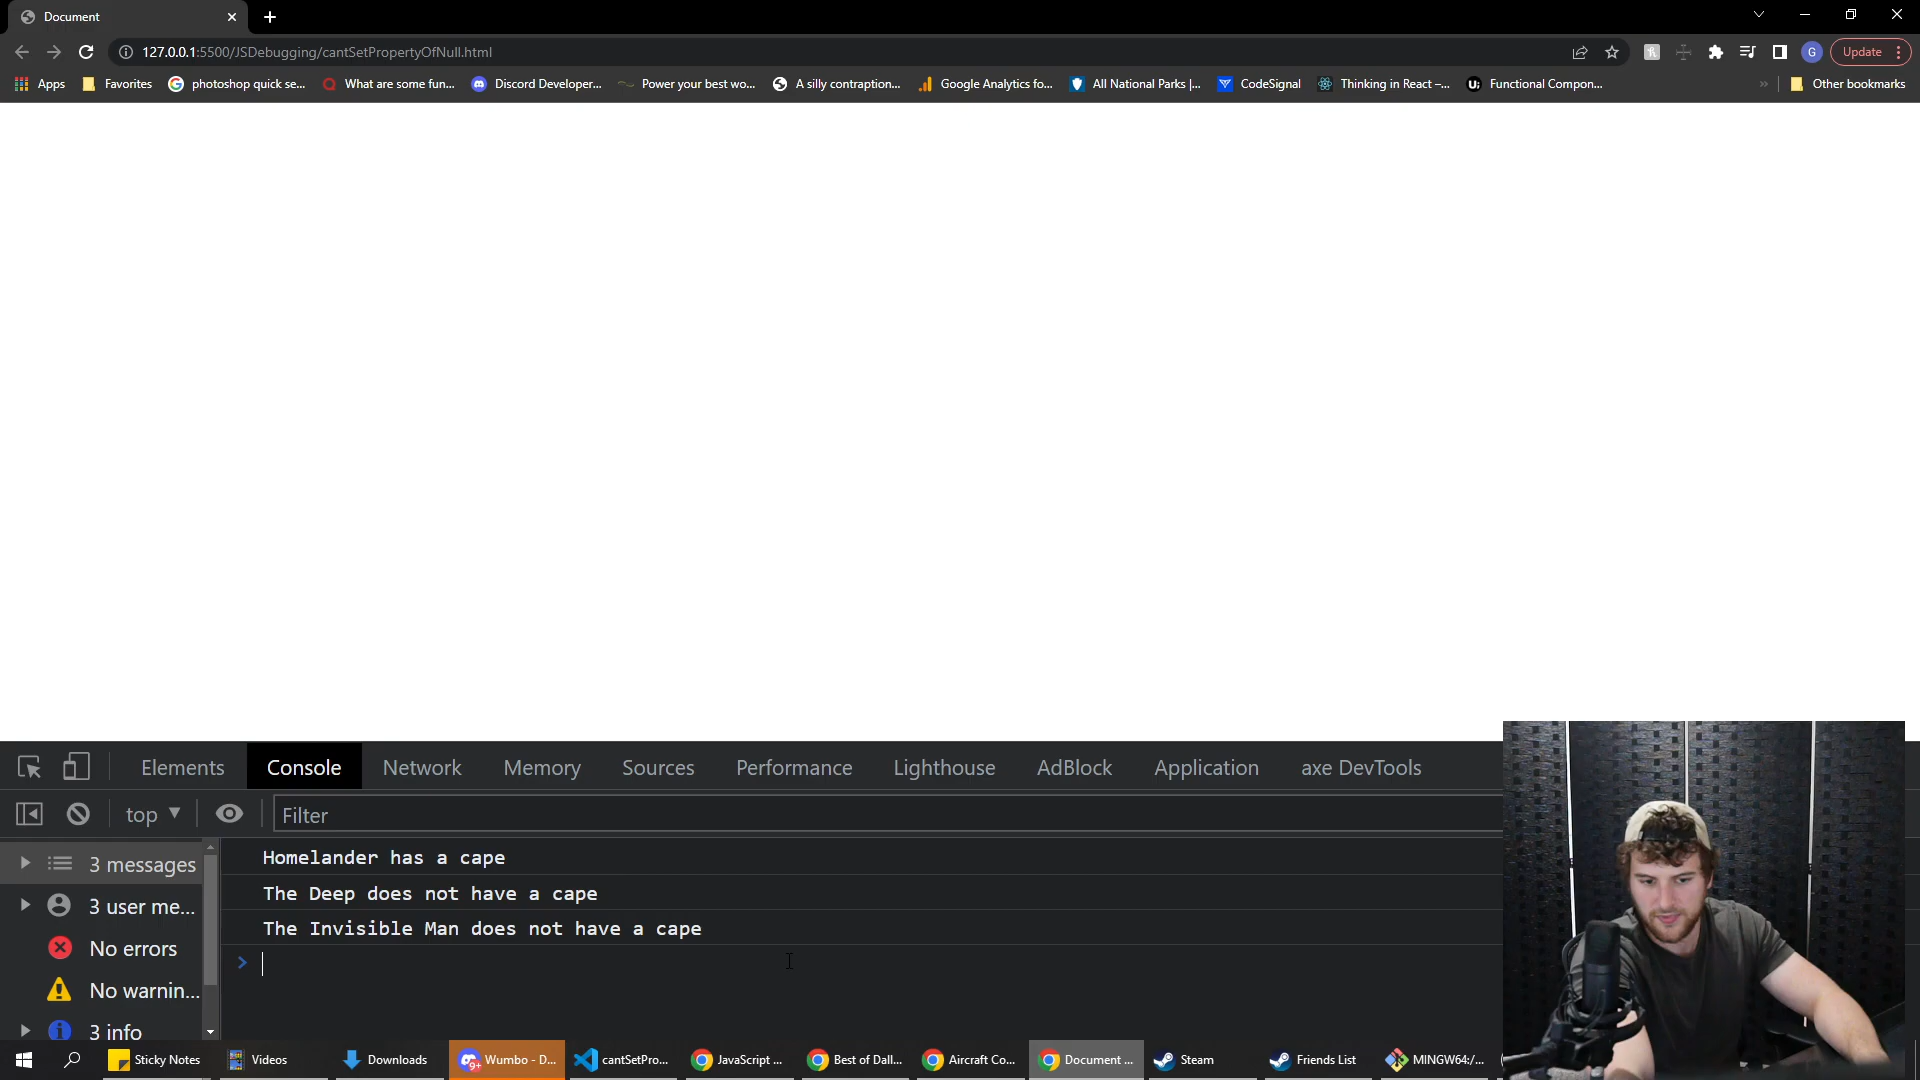 Document
127.0.0.1:5500/JSDebugging/cantSetPropertyOfNull.html
G
Update
Apps
Favorites
photoshop quick se...
What are some fun...
Discord Developer...
Power your best wo...
A silly contraption...
Google Analytics fo...
All National Parks |...
CodeSignal
Thinking in React –...
Functional Compon...
»
Other bookmarks
Elements
Console
Network
Memory
Sources
Performance
Lighthouse
AdBlock
Application
axe DevTools
top
Filter
3 messages
3 user me...
No errors
No warnin...
3 info
Homelander has a cape
The Deep does not have a cape
The Invisible Man does not have a cape
Sticky Notes
Videos
Downloads
9+
Wumbo - D...
cantSetPro...
JavaScript ...
Best of Dall...
Aircraft Co...
Document ...
Steam
Friends List
MINGW64:/...